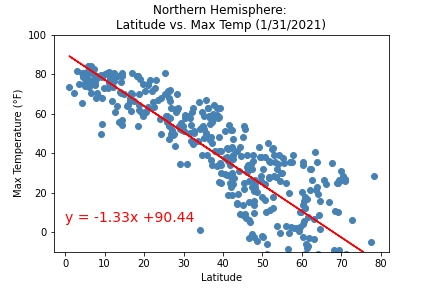 Northern Hemisphere:
Latitude vs. Max Temp (1/31/2021)
100
80
60
40
20
0
Max Temperature (°F)
y = -1.33x +90.44
0 10 20 30 40 50 60 70 80
Latitude